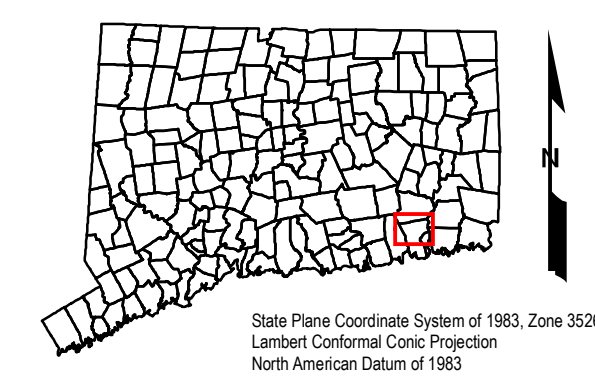 N
State Plane Coordinate System of 1983, Zone 3526
Lambert Conformal Conic Projection
North American Datum of 1983